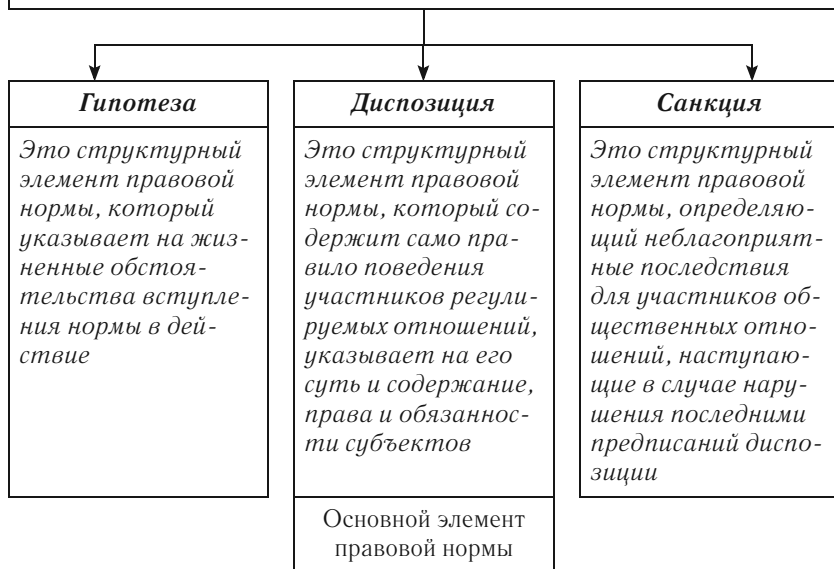 Гипотеза
Это структурный
элемент правовой
нормы, который
указывает на жиз-
ненные обстоя-
тельства вступле-
ния нормы в дей-
ствие
Диспозиция
Это структурный
элемент правовой
нормы, который со-
держит само пра-
вило поведения
участников регули-
руемых отношений,
указывает на его
суть и содержание,
права и обязаннос-
ти субъектов
Основной элемент
правовой нормы
Санкция
Это структурный
элемент правовой
нормы, определяю-
щий неблагоприят-
ные последствия
для участников об-
щественных отно-
шений, наступаю-
щие в случае нару-
шения последними
предписаний диспо-
зиции